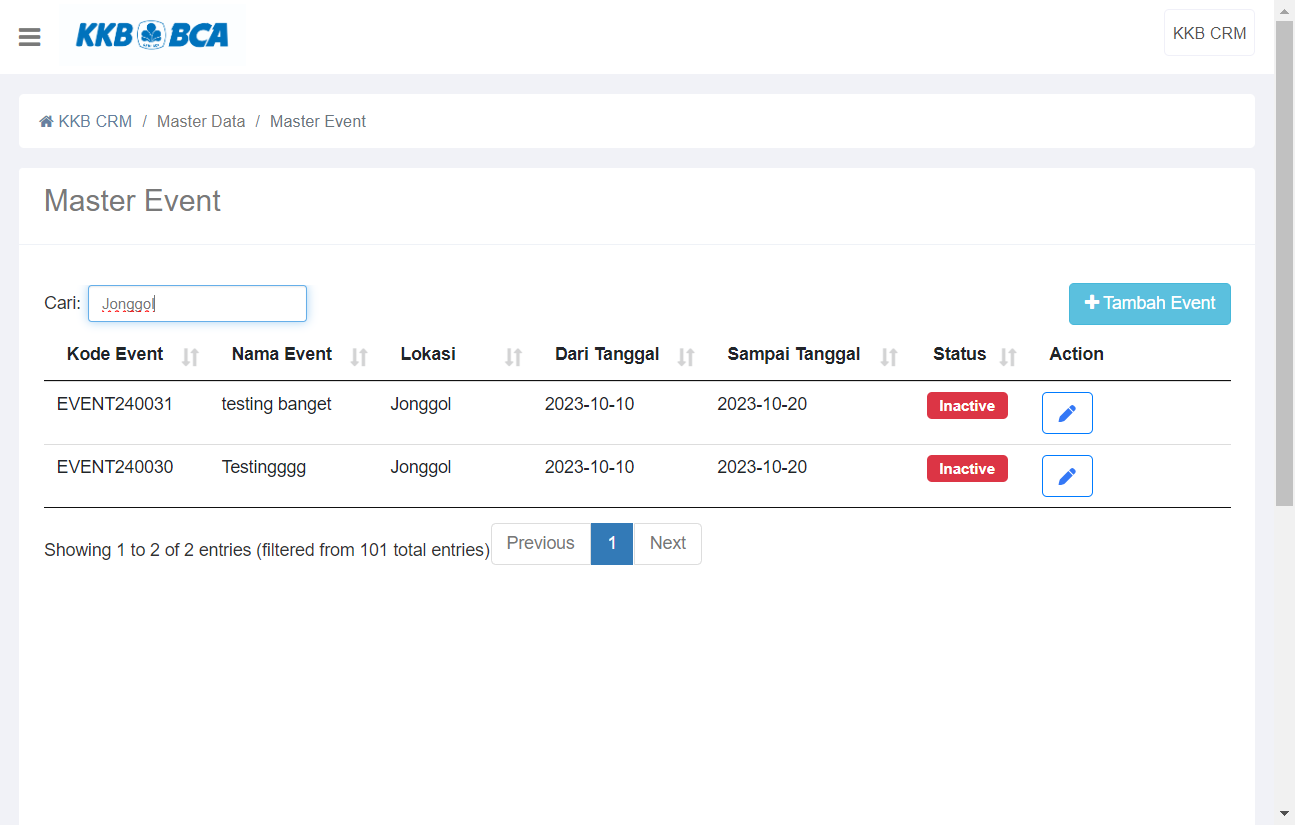 KKB BCA
KKB CRM
KKB CRM / Master Data / Master Event
Master Event
Cari: Jonggol
Tambah Event
Kode Event Nama Event Lokasi Dari Tanggal Sampai Tanggal Status Action
EVENT240031 testing banget Jonggol 2023-10-10 2023-10-20 Inactive
EVENT240030 Testingggg Jonggol 2023-10-10 2023-10-20 Inactive
Showing 1 to 2 of 2 entries (filtered from 101 total entries) Previous 1 Next